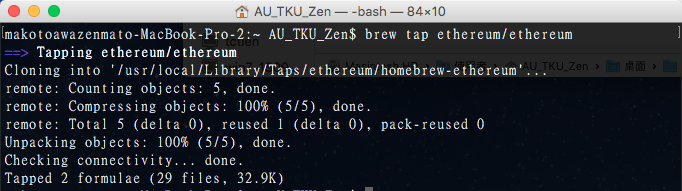 AU_TKU_Zen — -bash — 84×10
[makotoawazenmato-MacBook-Pro-2:~ AU_TKU_Zen$ brew tap ethereum/ethereum ]
==> Tapping ethereum/ethereum
Cloning into '/usr/local/Library/Taps/ethereum/homebrew-ethereum'...
remote: Counting objects: 5, done.
remote: Compressing objects: 100% (5/5), done.
remote: Total 5 (delta 0), reused 1 (delta 0), pack-reused 0
Unpacking objects: 100% (5/5), done.
Checking connectivity... done.
Tapped 2 formulae (29 files, 32.9K)